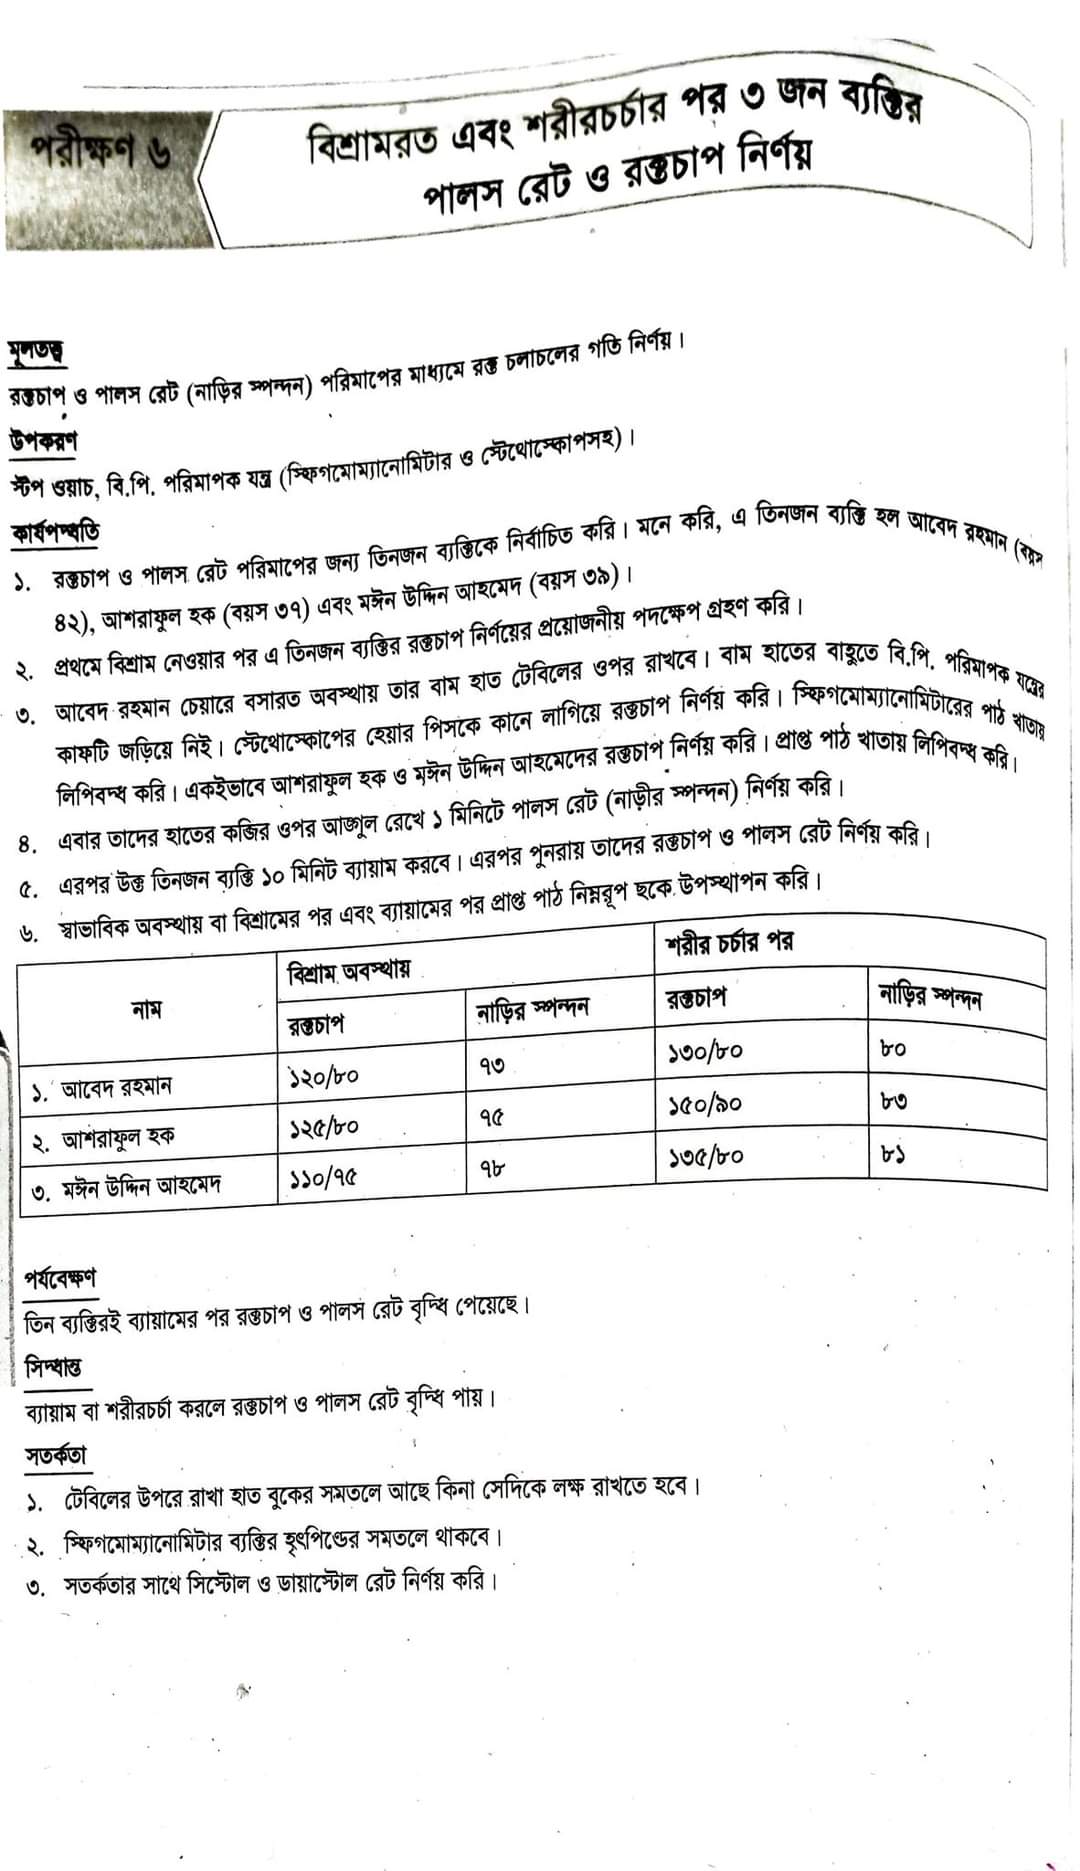 পরীক্ষণ ৬
বিশ্রামরত এবং শরীরচর্চার পর ৩ জন ব্যক্তির
পালস রেট ও রক্তচাপ নির্ণয়
মূলতত্ত্ব
রক্তচাপ ও পালস রেট (নাড়ির স্পন্দন) পরিমাপের মাধ্যমে রক্ত চলাচলের গতি নির্ণয়।
উপকরণ
স্টপ ওয়াচ, বি.পি. পরিমাপক যন্ত্র (স্ফিগমোম্যানোমিটার ও স্টেথোস্কোপসহ)।
কার্যপদ্ধতি
১. রক্তচাপ ও পালস রেট পরিমাপের জন্য তিনজন ব্যক্তিকে নির্বাচিত করি। মনে করি, এ তিনজন ব্যক্তি হল আবেদ রহমান (বয়স
৪২), আশরাফুল হক (বয়স ৩৭) এবং মঈন উদ্দিন আহমেদ (বয়স ৩৯)।
২. প্রথমে বিশ্রাম নেওয়ার পর এ তিনজন ব্যক্তির রক্তচাপ নির্ণয়ের প্রয়োজনীয় পদক্ষেপ গ্রহণ করি।
৩. আবেদ রহমান চেয়ারে বসারত অবস্থায় তার বাম হাত টেবিলের ওপর রাখবে। বাম হাতের বাহুতে বি.পি. পরিমাপক যন্ত্রের
কাফটি জড়িয়ে নিই। স্টেথোস্কোপের হেয়ার পিসকে কানে লাগিয়ে রক্তচাপ নির্ণয় করি। স্ফিগমোম্যানোমিটারের পাঠ খাতায়
লিপিবদ্ধ করি। একইভাবে আশরাফুল হক ও মঈন উদ্দিন আহমেদের রক্তচাপ নির্ণয় করি। প্রাপ্ত পাঠ খাতায় লিপিবদ্ধ করি।
৪. এবার তাদের হাতের কব্জির ওপর আঙ্গুল রেখে ১ মিনিটে পালস রেট (নাড়ীর স্পন্দন) নির্ণয় করি।
৫. এরপর উক্ত তিনজন ব্যক্তি ১০ মিনিট ব্যায়াম করবে। এরপর পুনরায় তাদের রক্তচাপ ও পালস রেট নির্ণয় করি।
৬. স্বাভাবিক অবস্থায় বা বিশ্রামের পর এবং ব্যায়ামের পর প্রাপ্ত পাঠ নিম্নরূপ ছকে উপস্থাপন করি।
নাম বিশ্রাম অবস্থায় শরীর চর্চার পর
রক্তচাপ নাড়ির স্পন্দন রক্তচাপ নাড়ির স্পন্দন
১. আবেদ রহমান ১২০/৮০ ৭৩ ১৩০/৮০ ৮০
২. আশরাফুল হক ১২৫/৮০ ৭৫ ১৫০/৯০ ৮৩
৩. মঈন উদ্দিন আহমেদ ১১০/৭৫ ৭৮ ১৩৫/৮০ ৮১
পর্যবেক্ষণ
তিন ব্যক্তিরই ব্যায়ামের পর রক্তচাপ ও পালস রেট বৃদ্ধি পেয়েছে।
সিদ্ধান্ত
ব্যায়াম বা শরীরচর্চা করলে রক্তচাপ ও পালস রেট বৃদ্ধি পায়।
সতর্কতা
১. টেবিলের উপরে রাখা হাত বুকের সমতলে আছে কিনা সেদিকে লক্ষ রাখতে হবে।
২. স্ফিগমোম্যানোমিটার ব্যক্তির হৃৎপিণ্ডের সমতলে থাকবে।
৩. সতর্কতার সাথে সিস্টোল ও ডায়াস্টোল রেট নির্ণয় করি।